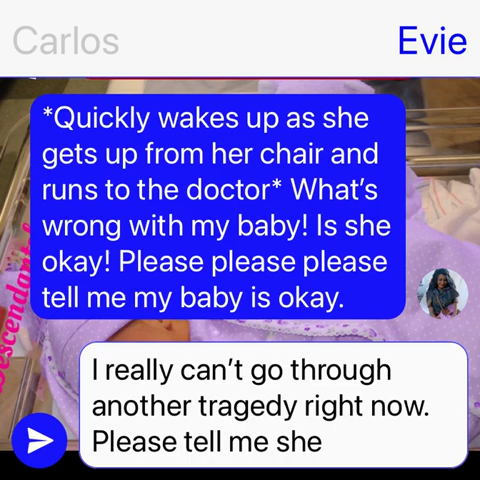 Carlos
Evie
*Quickly wakes up as she
gets up from her chair and
runs to the doctor* What’s
wrong with my baby! Is she
okay! Please please please
tell me my baby is okay.
I really can’t go through
another tragedy right now.
Please tell me she